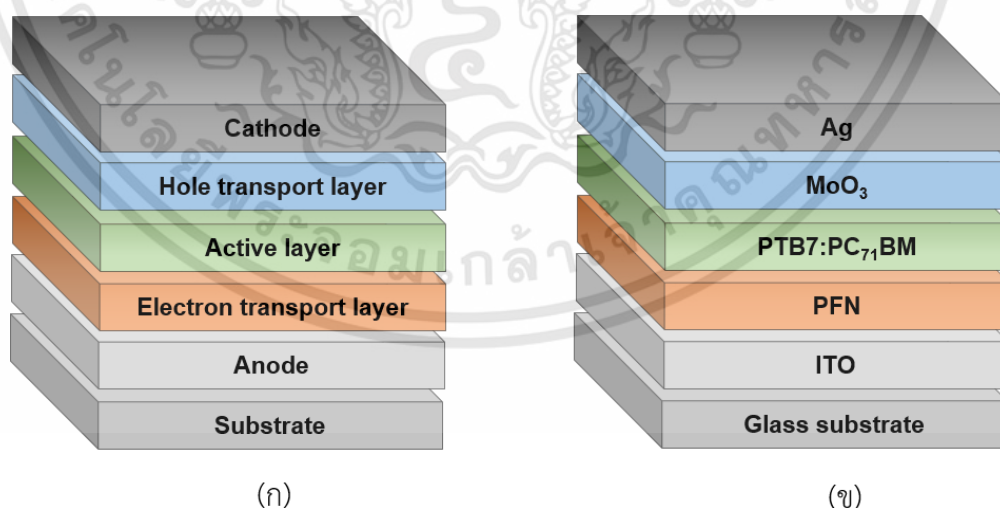 Cathode
Hole transport layer
Active layer
Electron transport layer
Anode
Substrate
(ก)
Ag
MoO₃
PTB7:PC₇₁BM
PFN
ITO
Glass substrate
(ข)